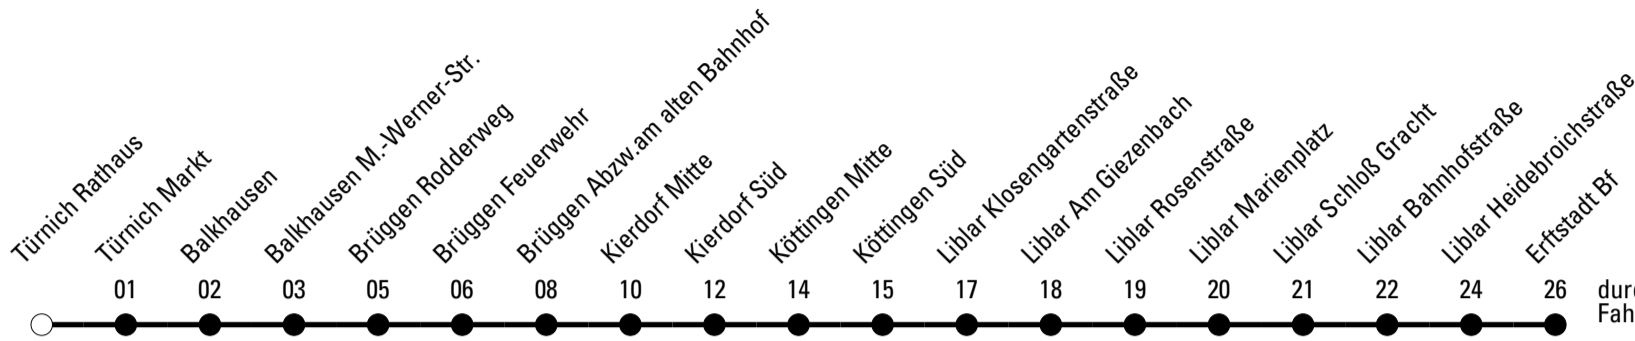 Türnich Rathaus
Türnich Markt
Balkhausen
Balkhausen M.-Werner-Str.
Brüggen Rodderweg
Brüggen Feuerwehr
Brüggen Abzw.am alten Bahnhof
Kierdorf Mitte
Kierdorf Süd
Köttingen Mitte
Köttingen Süd
Liblar Klosengartenstraße
Liblar Am Giezenbach
Liblar Rosenstraße
Liblar Marienplatz
Liblar Schloß Gracht
Liblar Bahnhofstraße
Liblar Heidebroichstraße
Erftstadt Bf
01 02 03 05 06 08 10 12 14 15 17 18 19 20 21 22 24 26